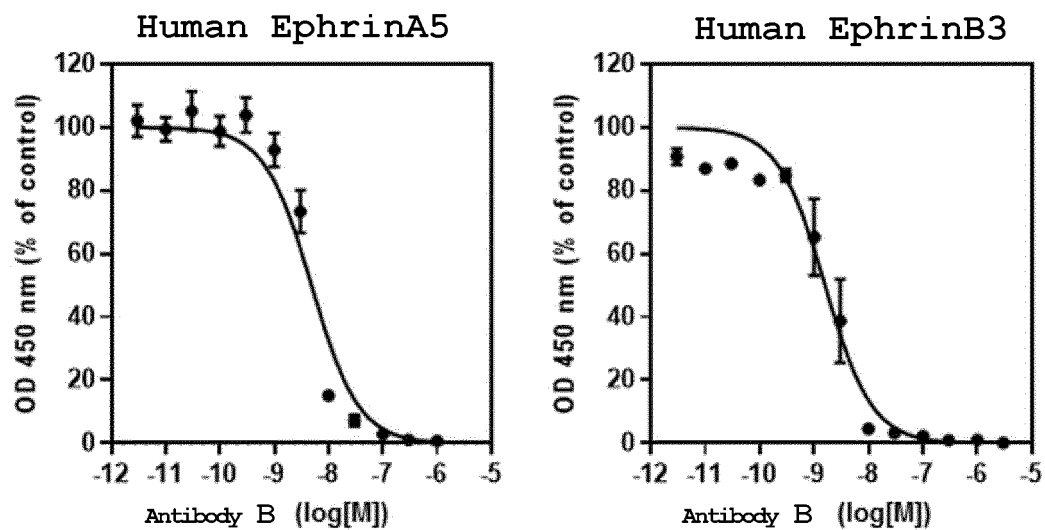 Human EphrinA5
OD 450 nm (% of control)
120
100
80
60
40
20
0
-12 -11 -10 -9 -8 -7 -6 -5
Antibody B (log[M])
Human EphrinB3
OD 450 nm (% of control)
120
100
80
60
40
20
0
-12 -11 -10 -9 -8 -7 -6 -5
Antibody B (log[M])